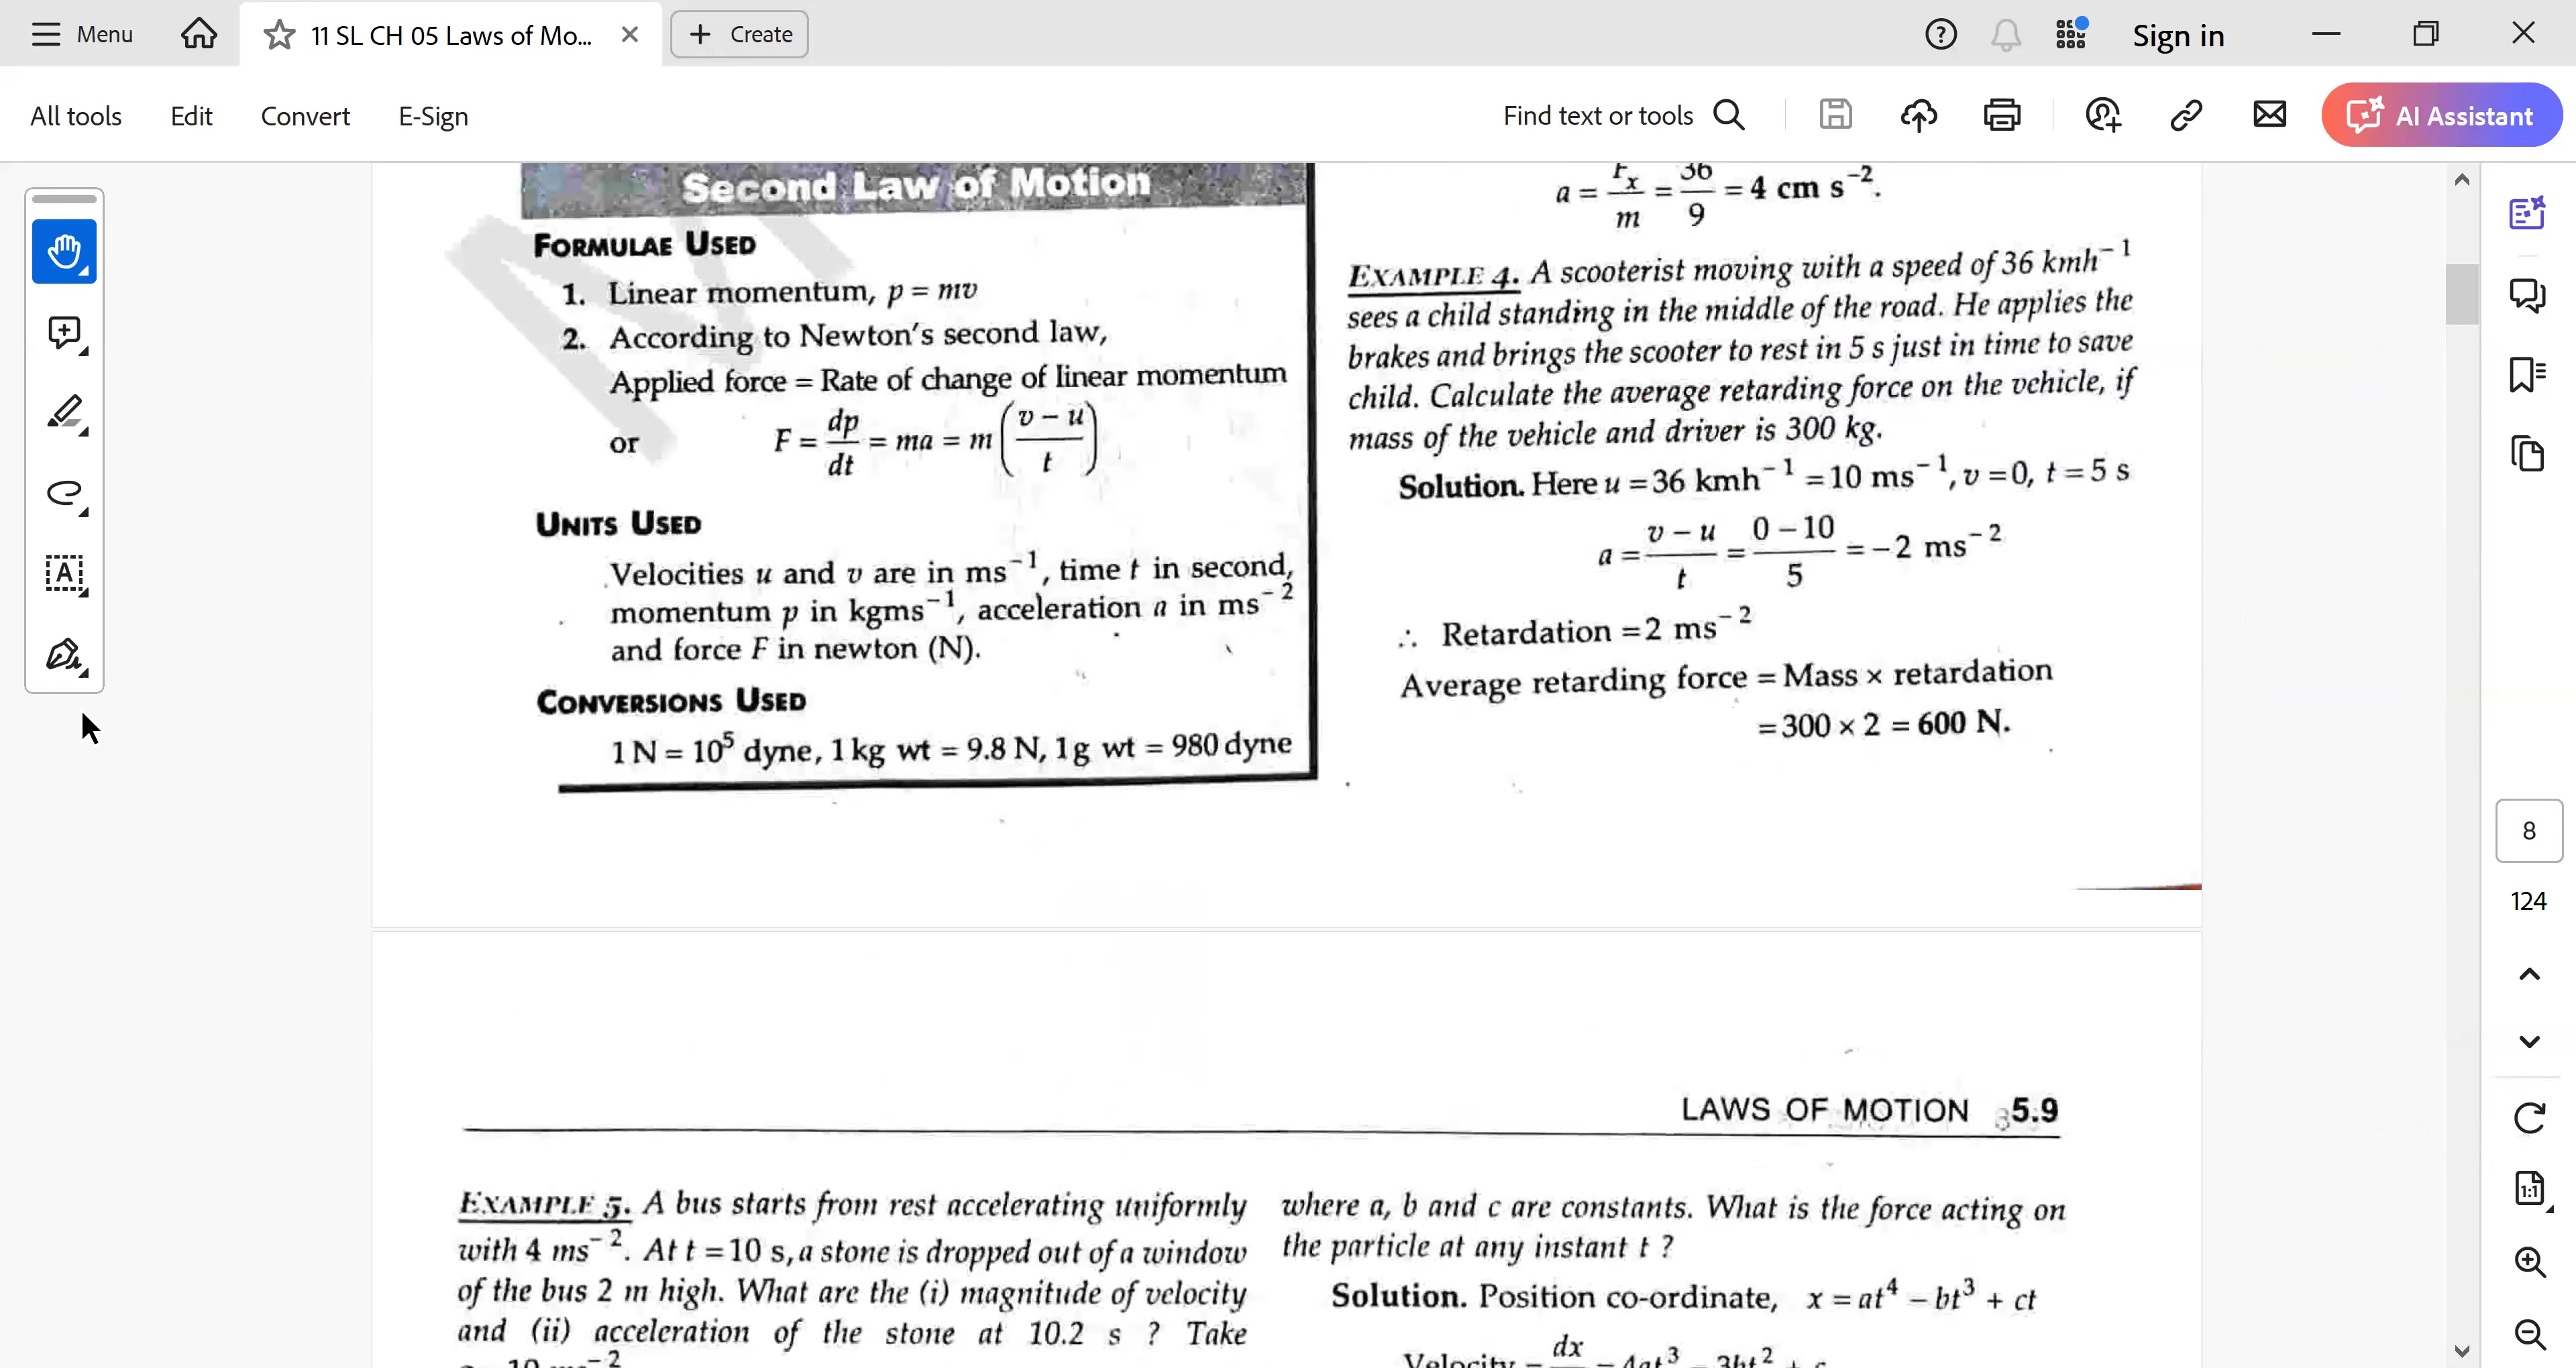 Menu
11 SL CH 05 Laws of Mo...
Create
Sign in
All tools
Edit
Convert
E-Sign
Find text or tools
AI Assistant
Second Law of Motion
FORMULAE USED
1. Linear momentum, p = mv
2. According to Newton's second law,
Applied force = Rate of change of linear momentum
or F = dp/dt = ma = m((v − u)/t)
UNITS USED
Velocities u and v are in ms⁻¹, time t in second,
momentum p in kgms⁻¹, acceleration a in ms⁻²
and force F in newton (N).
CONVERSIONS USED
1 N = 10⁵ dyne, 1 kg wt = 9.8 N, 1 g wt = 980 dyne
a = Fₓ/m = 36/9 = 4 cm s⁻².
EXAMPLE 4. A scooterist moving with a speed of 36 kmh⁻¹
sees a child standing in the middle of the road. He applies the
brakes and brings the scooter to rest in 5 s just in time to save
child. Calculate the average retarding force on the vehicle, if
mass of the vehicle and driver is 300 kg.
Solution. Here u = 36 kmh⁻¹ = 10 ms⁻¹, v = 0, t = 5 s
a = (v − u)/t = (0 − 10)/5 = −2 ms⁻²
∴ Retardation = 2 ms⁻²
Average retarding force = Mass × retardation
= 300 × 2 = 600 N.
LAWS OF MOTION 5.9
EXAMPLE 5. A bus starts from rest accelerating uniformly
with 4 ms⁻². At t = 10 s, a stone is dropped out of a window
of the bus 2 m high. What are the (i) magnitude of velocity
and (ii) acceleration of the stone at 10.2 s ? Take
where a, b and c are constants. What is the force acting on
the particle at any instant t ?
Solution. Position co-ordinate, x = at⁴ − bt³ + ct
8
124
1:1